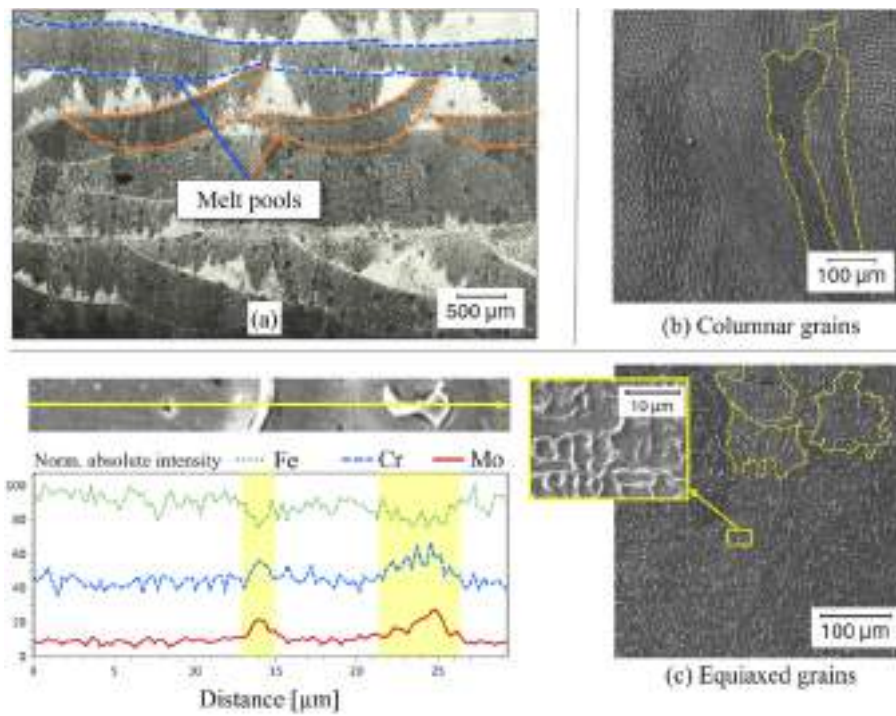 Melt pools
(a)
500 µm
100 µm
(b) Columnar grains
Norm. absolute intensity
Fe
Cr
Mo
100
80
60
40
20
0
0
5
10
15
20
25
Distance [µm]
10 µm
100 µm
(c) Equiaxed grains